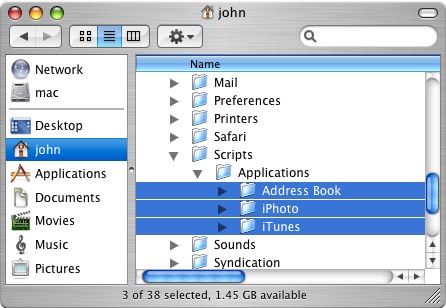 john
Network
mac
Desktop
john
Applications
Documents
Movies
Music
Pictures
Name
Mail
Preferences
Printers
Safari
Scripts
Applications
Address Book
iPhoto
iTunes
Sounds
Syndication
3 of 38 selected, 1.45 GB available